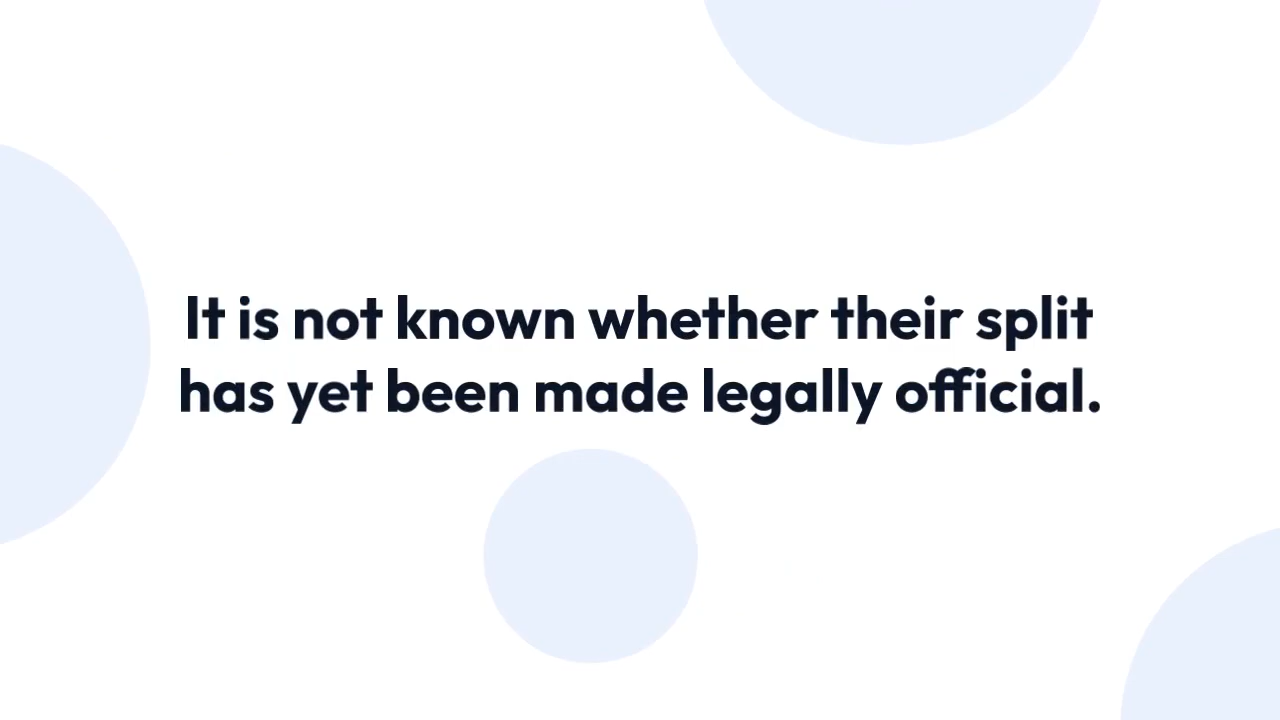 It is not known whether their split
has yet been made legally official.